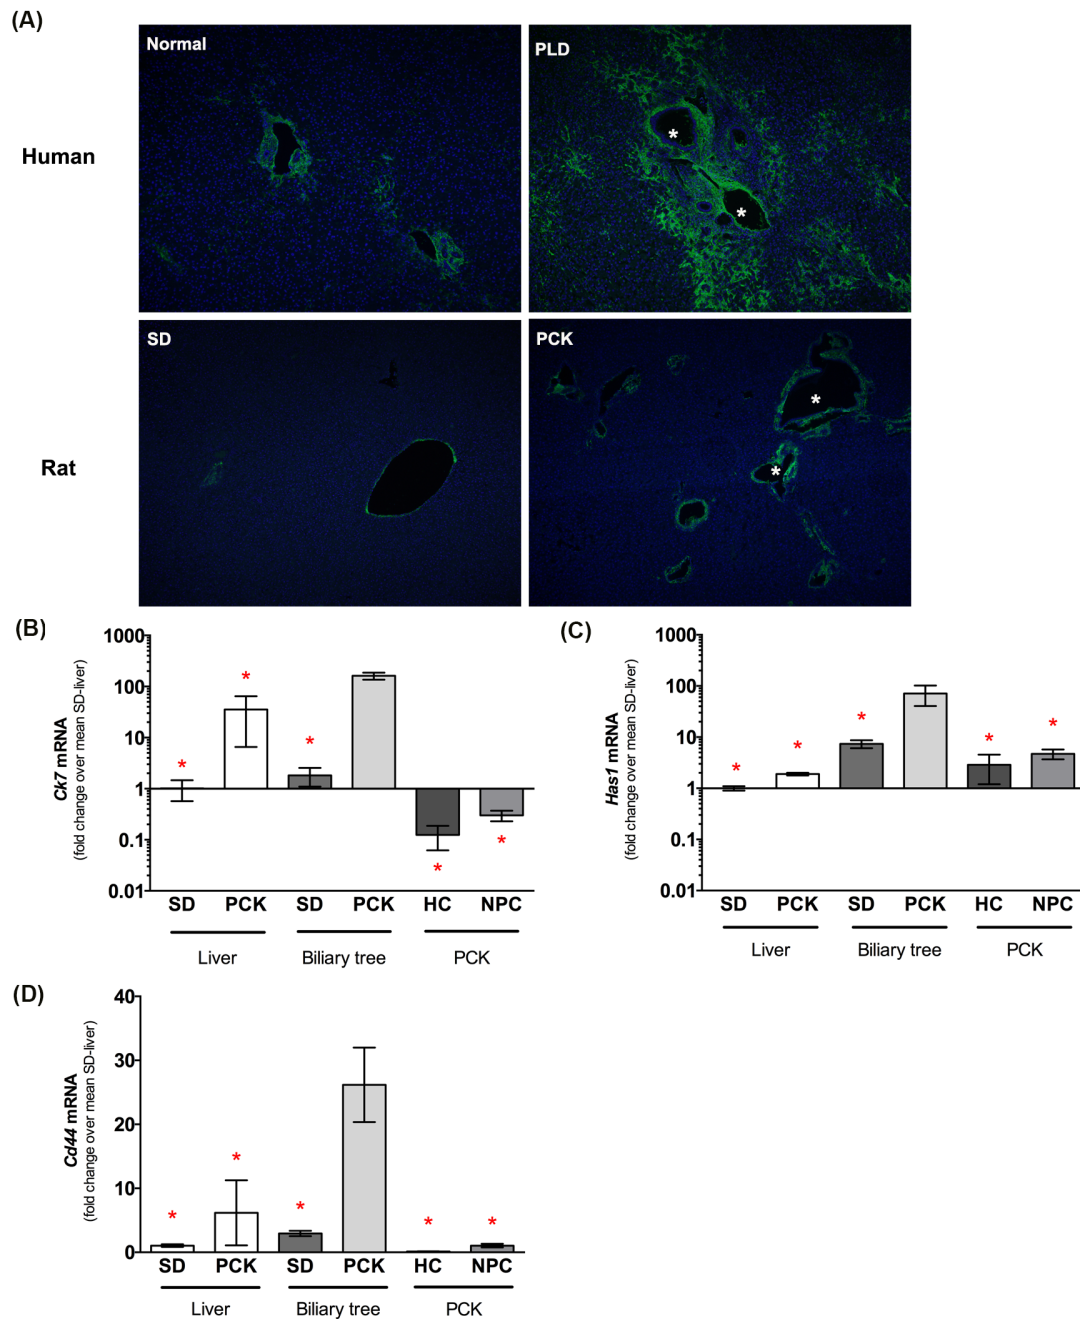 (A)
Normal
PLD
*
*
Human
SD
PCK
*
*
Rat
(B)
Ck7 mRNA
(fold change over mean SD-liver)
1000
100
10
1
0.1
0.01
*
*
*
*
*
SD PCK SD PCK HC NPC
Liver Biliary tree PCK
(C)
Has1 mRNA
(fold change over mean SD-liver)
1000
100
10
1
0.1
0.01
*
*
*
*
*
SD PCK SD PCK HC NPC
Liver Biliary tree PCK
(D)
Cd44 mRNA
(fold change over mean SD-liver)
40
30
20
10
0
*
*
*
*
*
SD PCK SD PCK HC NPC
Liver Biliary tree PCK